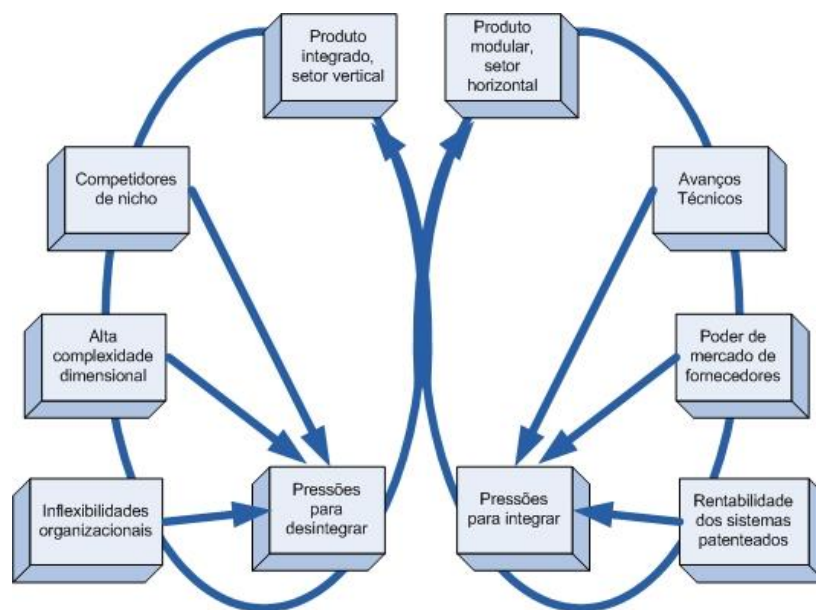 Produto
integrado,
setor vertical
Produto
modular,
setor
horizontal
Competidores
de nicho
Avanços
Técnicos
Alta
complexidade
dimensional
Poder de
mercado de
fornecedores
Inflexibilidades
organizacionais
Pressões
para
desintegrar
Pressões
para integrar
Rentabilidade
dos sistemas
patenteados